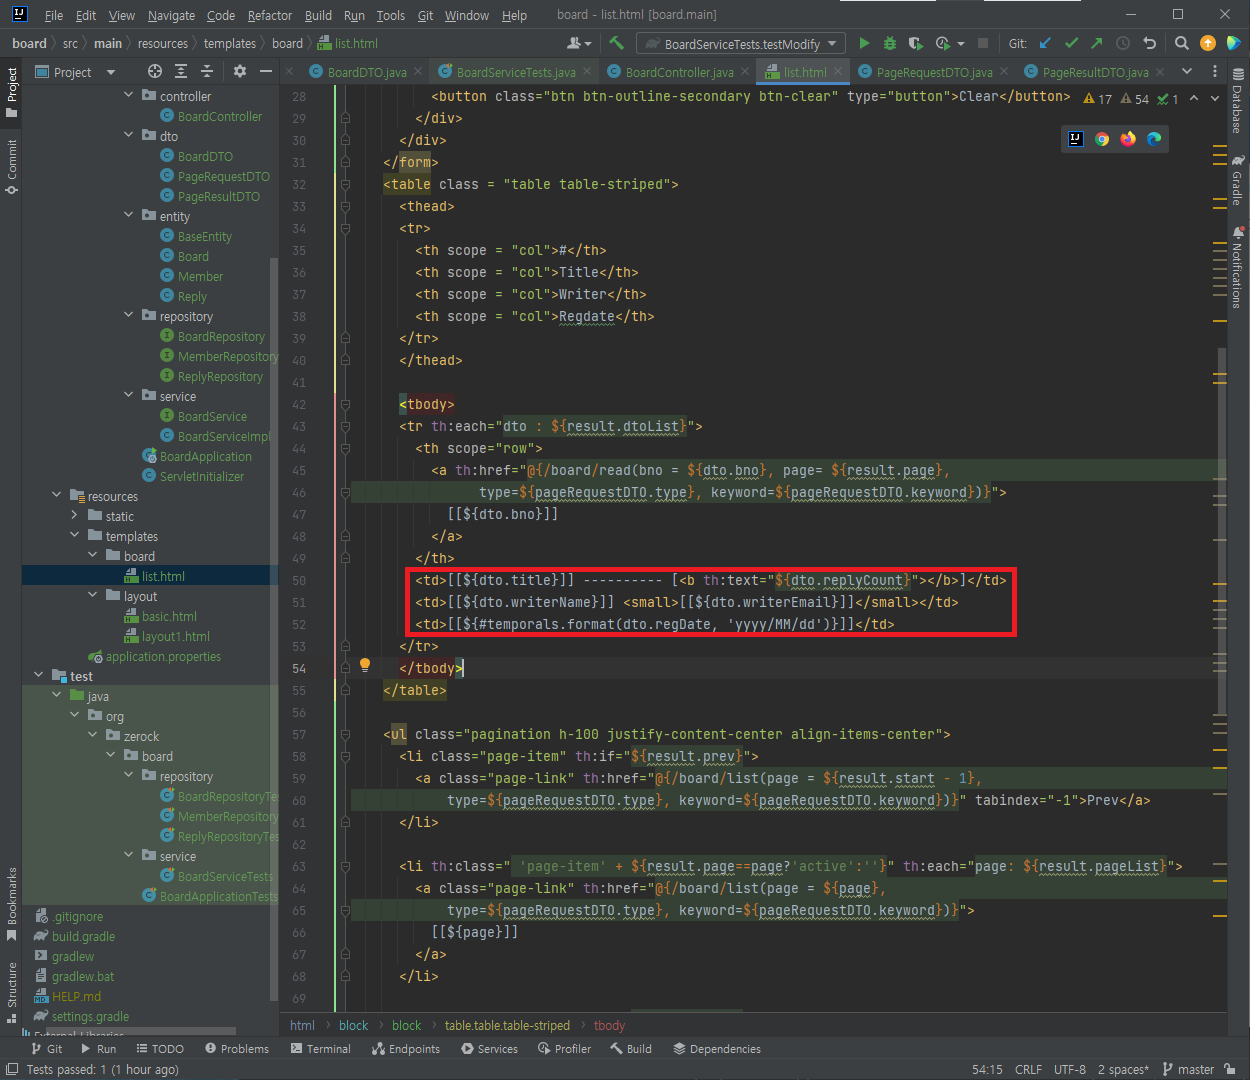 File Edit View Navigate Code Refactor Build Run Tools Git Window Help board - list.html [board.main]
board src main resources templates board list.html BoardServiceTests.testModify Git:
Project BoardDTO.java BoardServiceTests.java BoardController.java list.html PageRequestDTO.java PageResultDTO.java
Project
Commit
Bookmarks
Structure
controller
BoardController
dto
BoardDTO
PageRequestDTO
PageResultDTO
entity
BaseEntity
Board
Member
Reply
repository
BoardRepository
MemberRepository
ReplyRepository
service
BoardService
BoardServiceImpl
BoardApplication
ServletInitializer
resources
static
templates
board
list.html
layout
basic.html
layout1.html
application.properties
test
java
org
zerock
board
repository
BoardRepositoryTe
MemberRepository
ReplyRepositoryTes
service
BoardServiceTests
BoardApplicationTests
.gitignore
build.gradle
gradlew
gradlew.bat
HELP.md
settings.gradle
External Libraries
28 <button class="btn btn-outline-secondary btn-clear" type="button">Clear</button> 17 54 1
29 </div>
30 </div>
31 </form>
32 <table class = "table table-striped">
33 <thead>
34 <tr>
35 <th scope = "col">#</th>
36 <th scope = "col">Title</th>
37 <th scope = "col">Writer</th>
38 <th scope = "col">Regdate</th>
39 </tr>
40 </thead>
41
42 <tbody>
43 <tr th:each="dto : ${result.dtoList}">
44 <th scope="row">
45 <a th:href="@{/board/read(bno = ${dto.bno}, page= ${result.page},
46 type=${pageRequestDTO.type}, keyword=${pageRequestDTO.keyword})}">
47 [[${dto.bno}]]
48 </a>
49 </th>
50 <td>[[${dto.title}]] ---------- [<b th:text="${dto.replyCount}"></b>]</td>
51 <td>[[${dto.writerName}]] <small>[[${dto.writerEmail}]]</small></td>
52 <td>[[${#temporals.format(dto.regDate, 'yyyy/MM/dd')}]]</td>
53 </tr>
54 </tbody>
55 </table>
56
57 <ul class="pagination h-100 justify-content-center align-items-center">
58 <li class="page-item" th:if="${result.prev}">
59 <a class="page-link" th:href="@{/board/list(page = ${result.start - 1},
60 type=${pageRequestDTO.type}, keyword=${pageRequestDTO.keyword})}" tabindex="-1">Prev</a>
61 </li>
62
63 <li th:class=" 'page-item' + ${result.page==page?'active':''}" th:each="page: ${result.pageList}">
64 <a class="page-link" th:href="@{/board/list(page = ${page},
65 type=${pageRequestDTO.type}, keyword=${pageRequestDTO.keyword})}">
66 [[${page}]]
67 </a>
68 </li>
69
Database
Gradle
Notifications
html block block table.table.table-striped tbody
Git Run TODO Problems Terminal Endpoints Services Profiler Build Dependencies
Tests passed: 1 (1 hour ago) 54:15 CRLF UTF-8 2 spaces* master